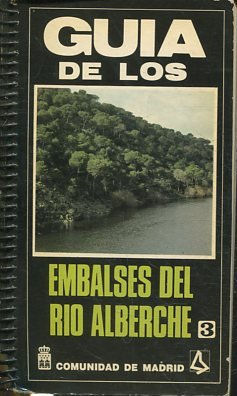 GUIA
DE LOS
EMBALSES DEL
RIO ALBERCHE 3
COMUNIDAD DE MADRID